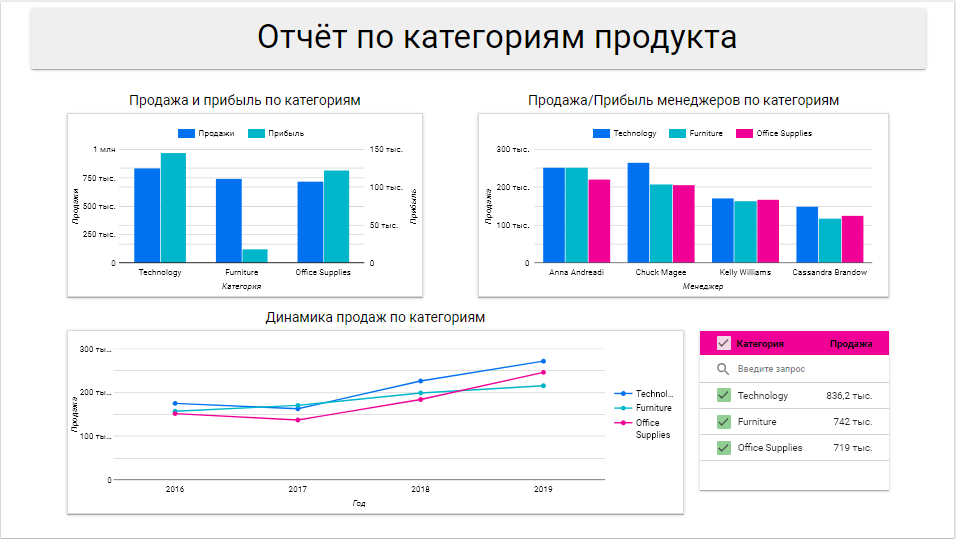 Отчёт по категориям продукта
Продажа и прибыль по категориям
Продажи Прибыль
1 млн
750 тыс.
500 тыс.
250 тыс.
0
Продажи
150 тыс.
100 тыс.
50 тыс.
0
Прибыль
Technology Furniture Office Supplies
Категория
Продажа/Прибыль менеджеров по категориям
Technology Furniture Office Supplies
300 тыс.
200 тыс.
100 тыс.
0
Продажа
Anna Andreadi Chuck Magee Kelly Williams Cassandra Brandow
Менеджер
Динамика продаж по категориям
300 ты...
200 ты...
100 ты...
0
Продажа
2016 2017 2018 2019
Год
Technol...
Furniture
Office
Supplies
Категория Продажа
Введите запрос
Technology 836,2 тыс.
Furniture 742 тыс.
Office Supplies 719 тыс.